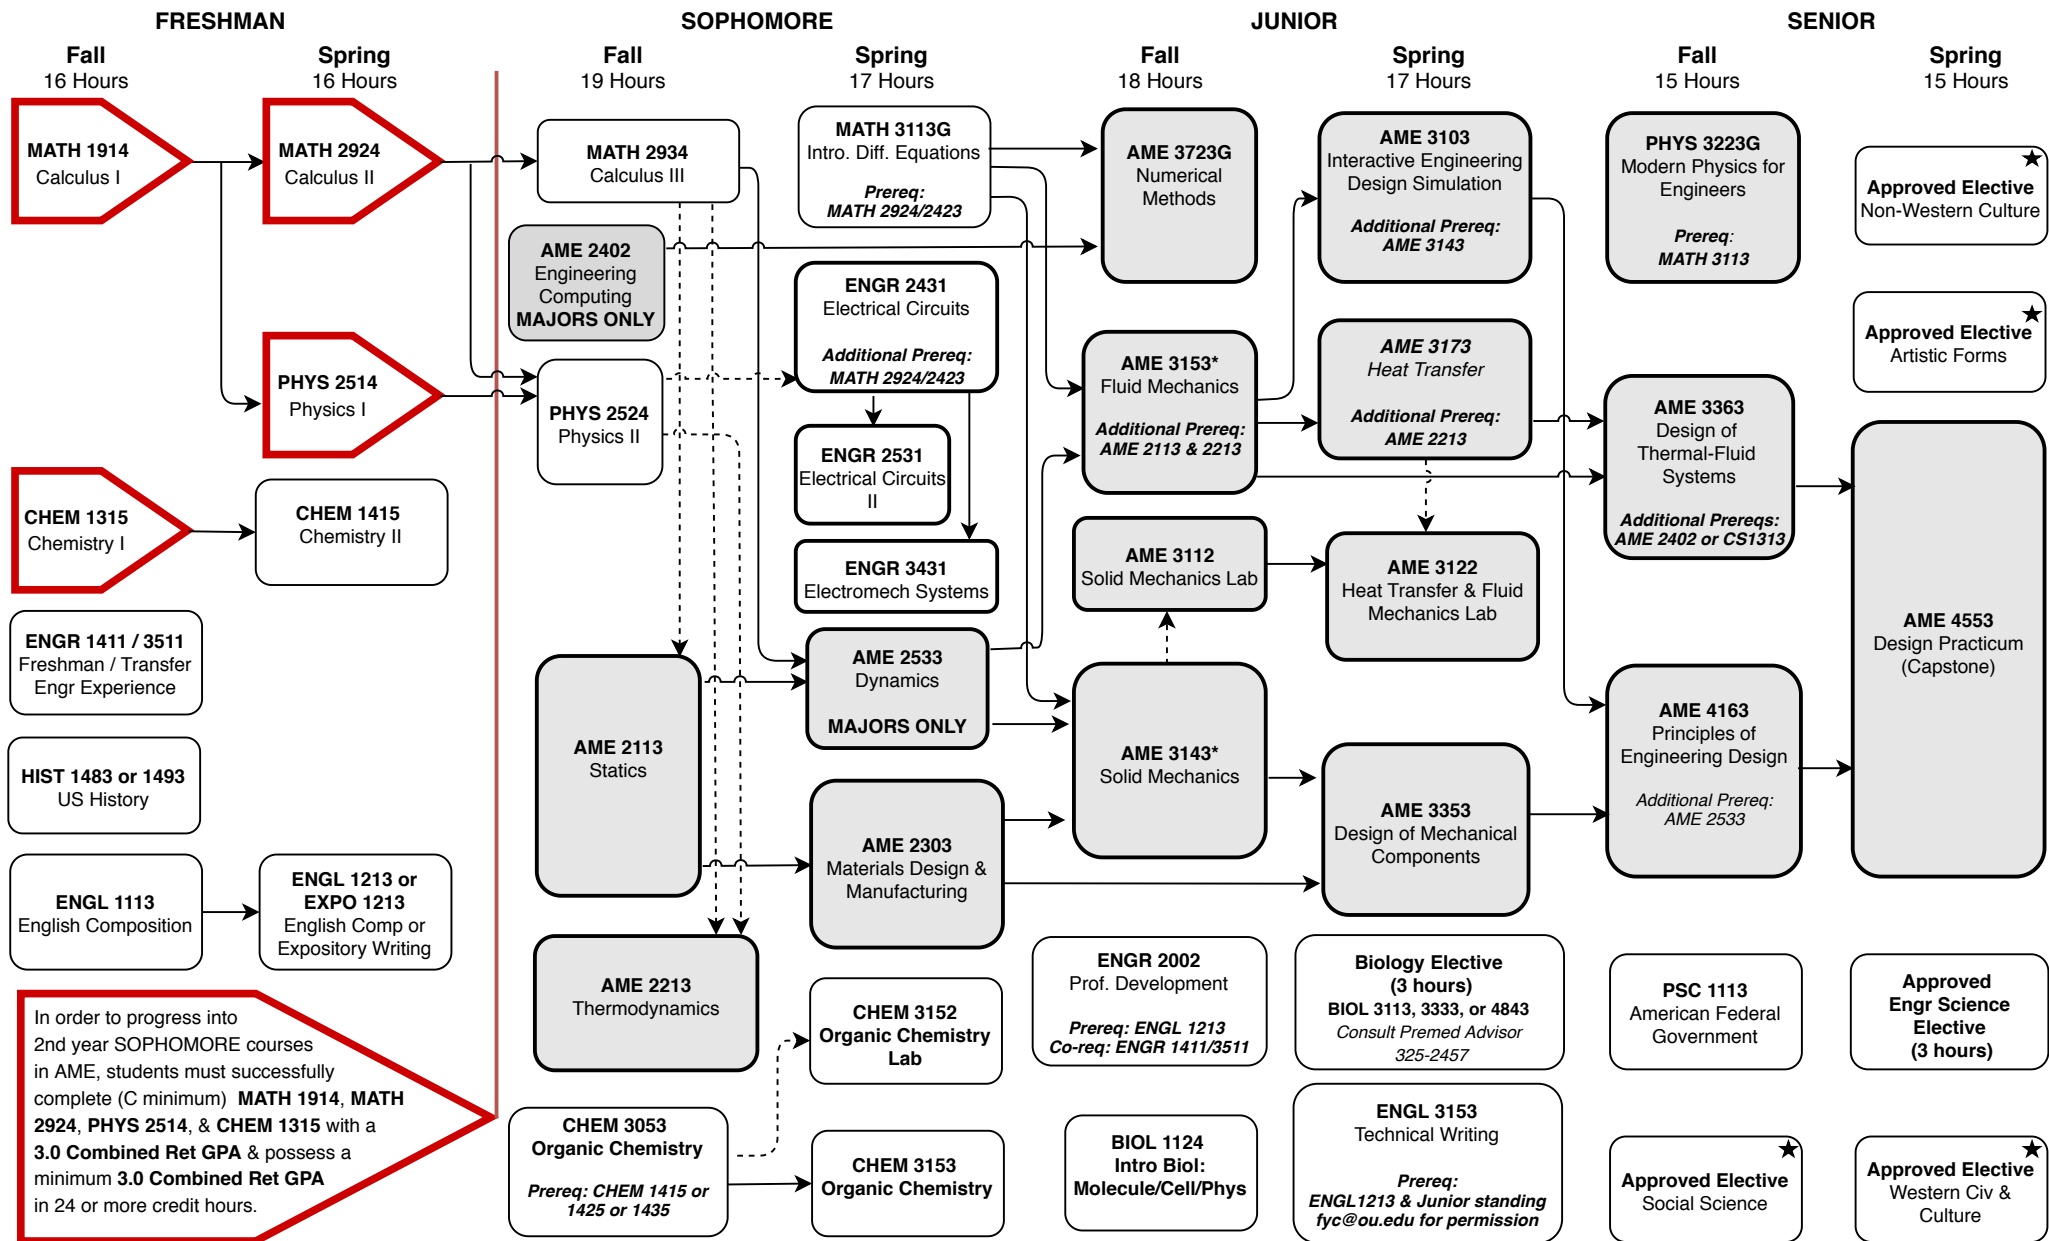 FRESHMAN
SOPHOMORE
JUNIOR
SENIOR
Fall
16 Hours
Spring
16 Hours
Fall
19 Hours
Spring
17 Hours
Fall
18 Hours
Spring
17 Hours
Fall
15 Hours
Spring
15 Hours
MATH 1914
Calculus I
CHEM 1315
Chemistry I
ENGR 1411 / 3511
Freshman / Transfer
Engr Experience
HIST 1483 or 1493
US History
ENGL 1113
English Composition
In order to progress into
2nd year SOPHOMORE courses
in AME, students must successfully
complete (C minimum) MATH 1914, MATH
2924, PHYS 2514, & CHEM 1315 with a
3.0 Combined Ret GPA & possess a
minimum 3.0 Combined Ret GPA
in 24 or more credit hours.
MATH 2924
Calculus II
PHYS 2514
Physics I
CHEM 1415
Chemistry II
ENGL 1213 or
EXPO 1213
English Comp or
Expository Writing
MATH 2934
Calculus III
AME 2402
Engineering
Computing
MAJORS ONLY
PHYS 2524
Physics II
AME 2113
Statics
AME 2213
Thermodynamics
CHEM 3053
Organic Chemistry
Prereq: CHEM 1415 or
1425 or 1435
MATH 3113G
Intro. Diff. Equations
Prereq:
MATH 2924/2423
ENGR 2431
Electrical Circuits
Additional Prereq:
MATH 2924/2423
ENGR 2531
Electrical Circuits
II
ENGR 3431
Electromech Systems
AME 2533
Dynamics
MAJORS ONLY
AME 2303
Materials Design &
Manufacturing
CHEM 3152
Organic Chemistry
Lab
CHEM 3153
Organic Chemistry
AME 3723G
Numerical
Methods
AME 3153*
Fluid Mechanics
Additional Prereq:
AME 2113 & 2213
AME 3112
Solid Mechanics Lab
AME 3143*
Solid Mechanics
ENGR 2002
Prof. Development
Prereq: ENGL 1213
Co-req: ENGR 1411/3511
BIOL 1124
Intro Biol:
Molecule/Cell/Phys
AME 3103
Interactive Engineering
Design Simulation
Additional Prereq:
AME 3143
AME 3173
Heat Transfer
Additional Prereq:
AME 2213
AME 3122
Heat Transfer & Fluid
Mechanics Lab
AME 3353
Design of Mechanical
Components
Biology Elective
(3 hours)
BIOL 3113, 3333, or 4843
Consult Premed Advisor
325-2457
ENGL 3153
Technical Writing
Prereq:
ENGL1213 & Junior standing
fyc@ou.edu for permission
PHYS 3223G
Modern Physics for
Engineers
Prereq:
MATH 3113
AME 3363
Design of
Thermal-Fluid
Systems
Additional Prereqs:
AME 2402 or CS1313
AME 4163
Principles of
Engineering Design
Additional Prereq:
AME 2533
PSC 1113
American Federal
Government
Approved Elective
Social Science
Approved Elective
Non-Western Culture
Approved Elective
Artistic Forms
AME 4553
Design Practicum
(Capstone)
Approved
Engr Science
Elective
(3 hours)
Approved Elective
Western Civ &
Culture